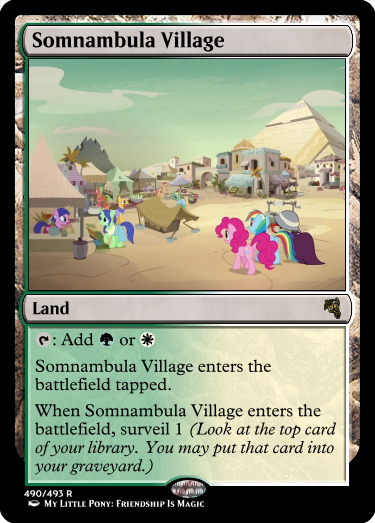 Somnambula Village
Land
: Add or
Somnambula Village enters the
battlefield tapped.
When Somnambula Village enters the
battlefield, surveil 1 (Look at the top card
of your library. You may put that card into
your graveyard.)
490/493 R
My Little Pony: Friendship Is Magic